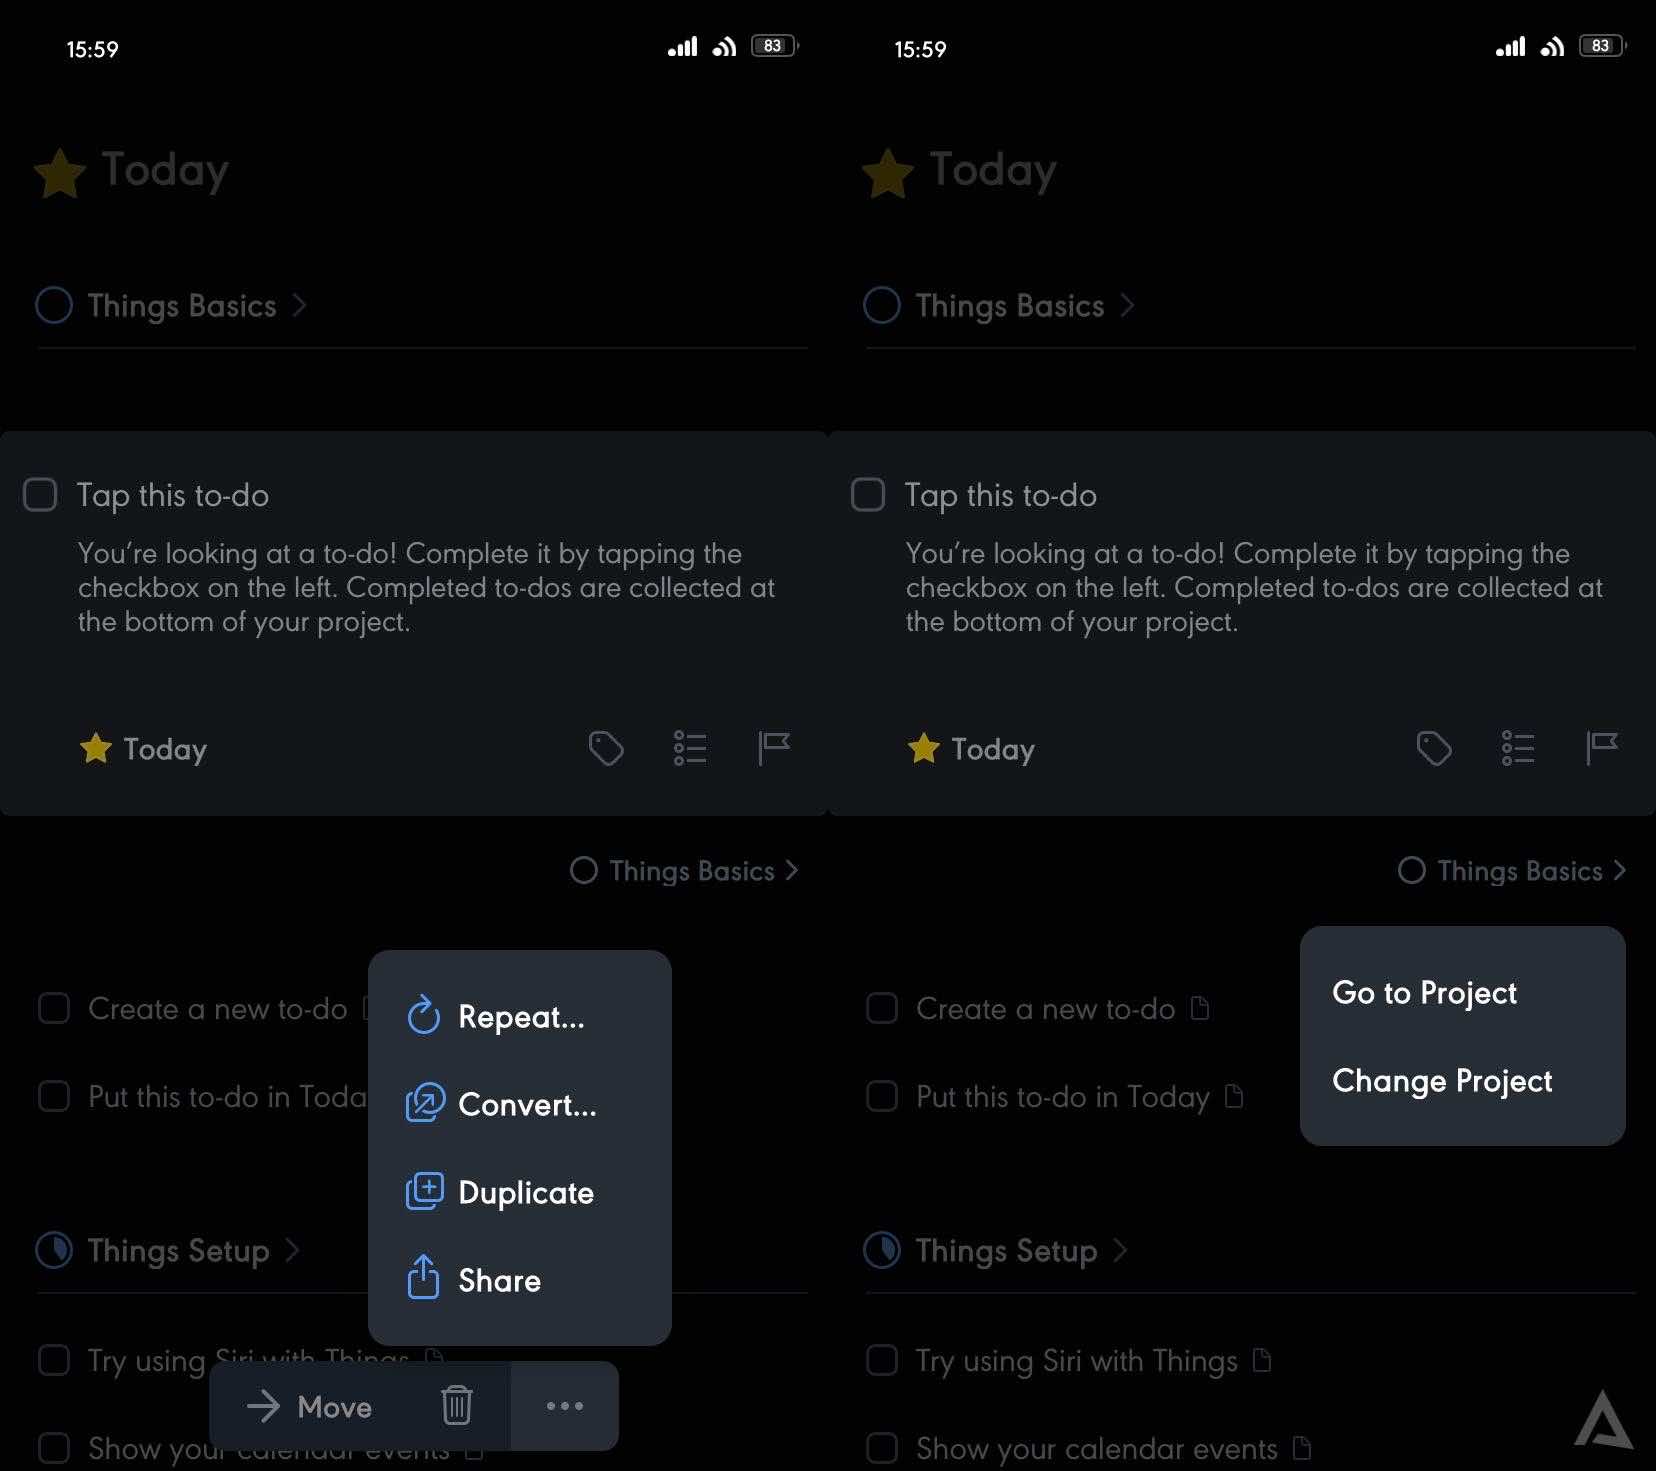 15:59
83
Today
Things Basics
Tap this to-do
You're looking at a to-do! Complete it by tapping the
checkbox on the left. Completed to-dos are collected at
the bottom of your project.
Today
Things Basics
Create a new to-do
Put this to-do in Toda
Repeat...
Convert...
Duplicate
Share
Things Setup
Try using Siri with Things
Move
Show your calendar events
15:59
83
Today
Things Basics
Tap this to-do
You're looking at a to-do! Complete it by tapping the
checkbox on the left. Completed to-dos are collected at
the bottom of your project.
Today
Things Basics
Go to Project
Change Project
Create a new to-do
Put this to-do in Today
Things Setup
Try using Siri with Things
Show your calendar events